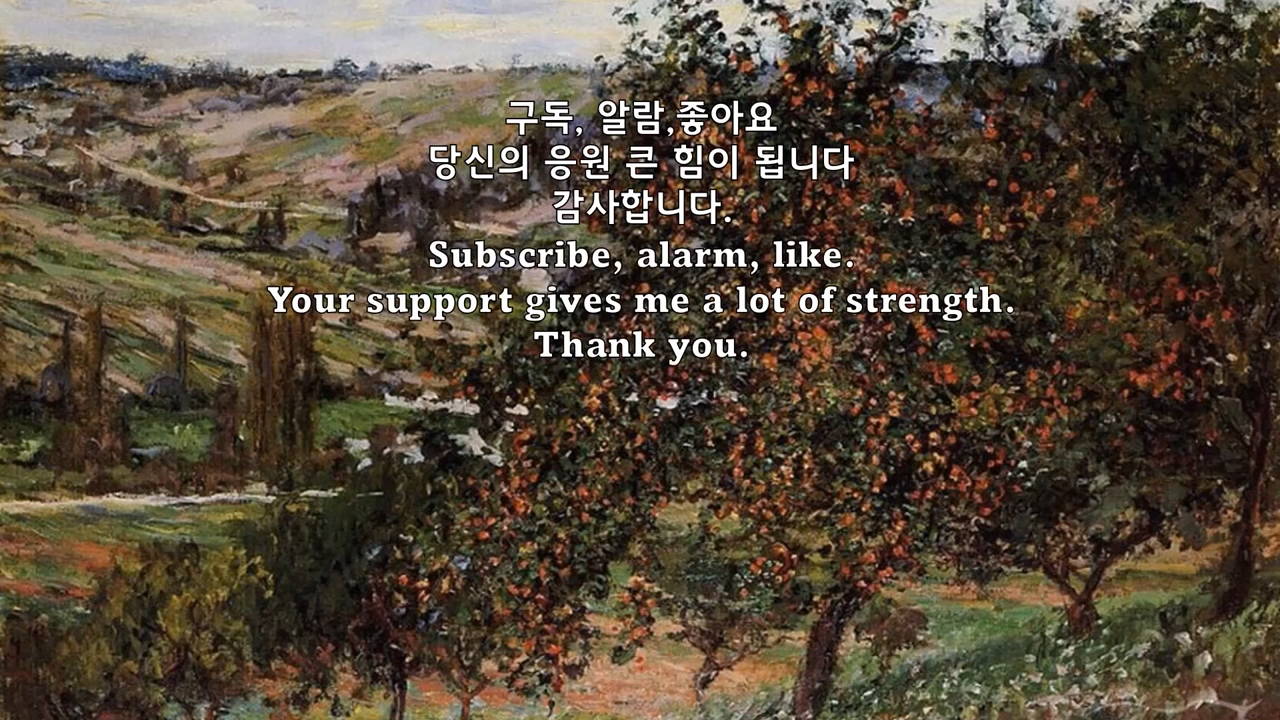 구독, 알람,좋아요
당신의 응원 큰 힘이 됩니다
감사합니다.
Subscribe, alarm, like.
Your support gives me a lot of strength.
Thank you.